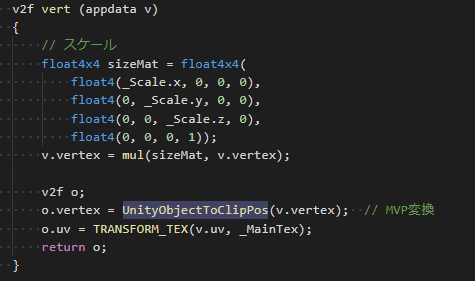 v2f vert (appdata v)
{
// スケール
float4x4 sizeMat = float4x4(
float4(_Scale.x, 0, 0, 0),
float4(0, _Scale.y, 0, 0),
float4(0, 0, _Scale.z, 0),
float4(0, 0, 0, 1));
v.vertex = mul(sizeMat, v.vertex);
v2f o;
o.vertex = UnityObjectToClipPos(v.vertex); // MVP変換
o.uv = TRANSFORM_TEX(v.uv, _MainTex);
return o;
}